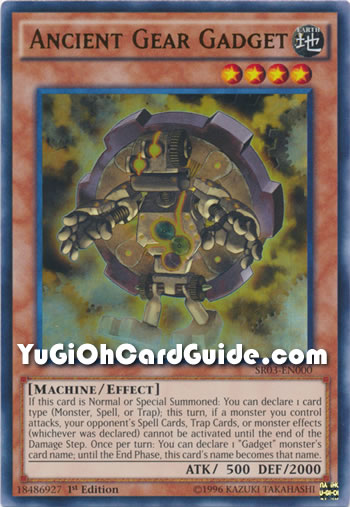 ANCIENT GEAR GADGET
EARTH
地
YuGiOhCardGuide.com
SR03-EN000
[MACHINE/EFFECT]
If this card is Normal or Special Summoned: You can declare 1 card
type (Monster, Spell, or Trap); this turn, if a monster you control
attacks, your opponent's Spell Cards, Trap Cards, or monster effects
(whichever was declared) cannot be activated until the end of the
Damage Step. Once per turn: You can declare 1 "Gadget" monster's
card name; until the End Phase, this card's name becomes that name.
ATK/ 500 DEF/2000
18486927 1st Edition ©1996 KAZUKI TAKAHASHI